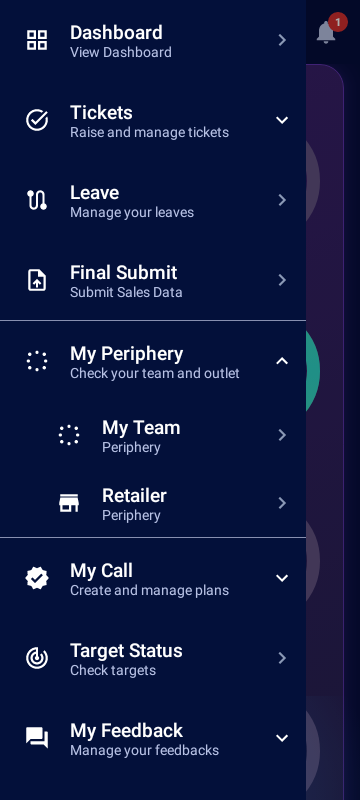 Dashboard
View Dashboard
1
Tickets
Raise and manage tickets
Leave
Manage your leaves
Final Submit
Submit Sales Data
My Periphery
Check your team and outlet
My Team
Periphery
Retailer
Periphery
My Call
Create and manage plans
Target Status
Check targets
My Feedback
Manage your feedbacks